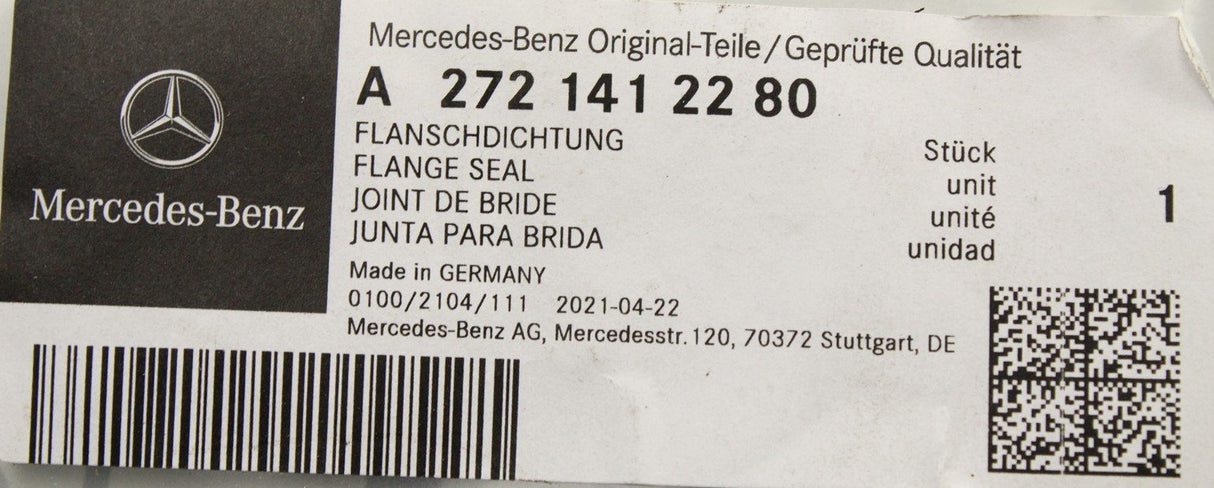 Mercedes-Benz Original-Teile/Geprüfte Qualität
A 272 141 22 80
FLANSCHDICHTUNG
FLANGE SEAL
JOINT DE BRIDE
JUNTA PARA BRIDA
Stück
unit
unité
unidad
1
Made in GERMANY
0100/2104/111 2021-04-22
Mercedes-Benz AG, Mercedesstr. 120, 70372 Stuttgart, DE
Mercedes-Benz